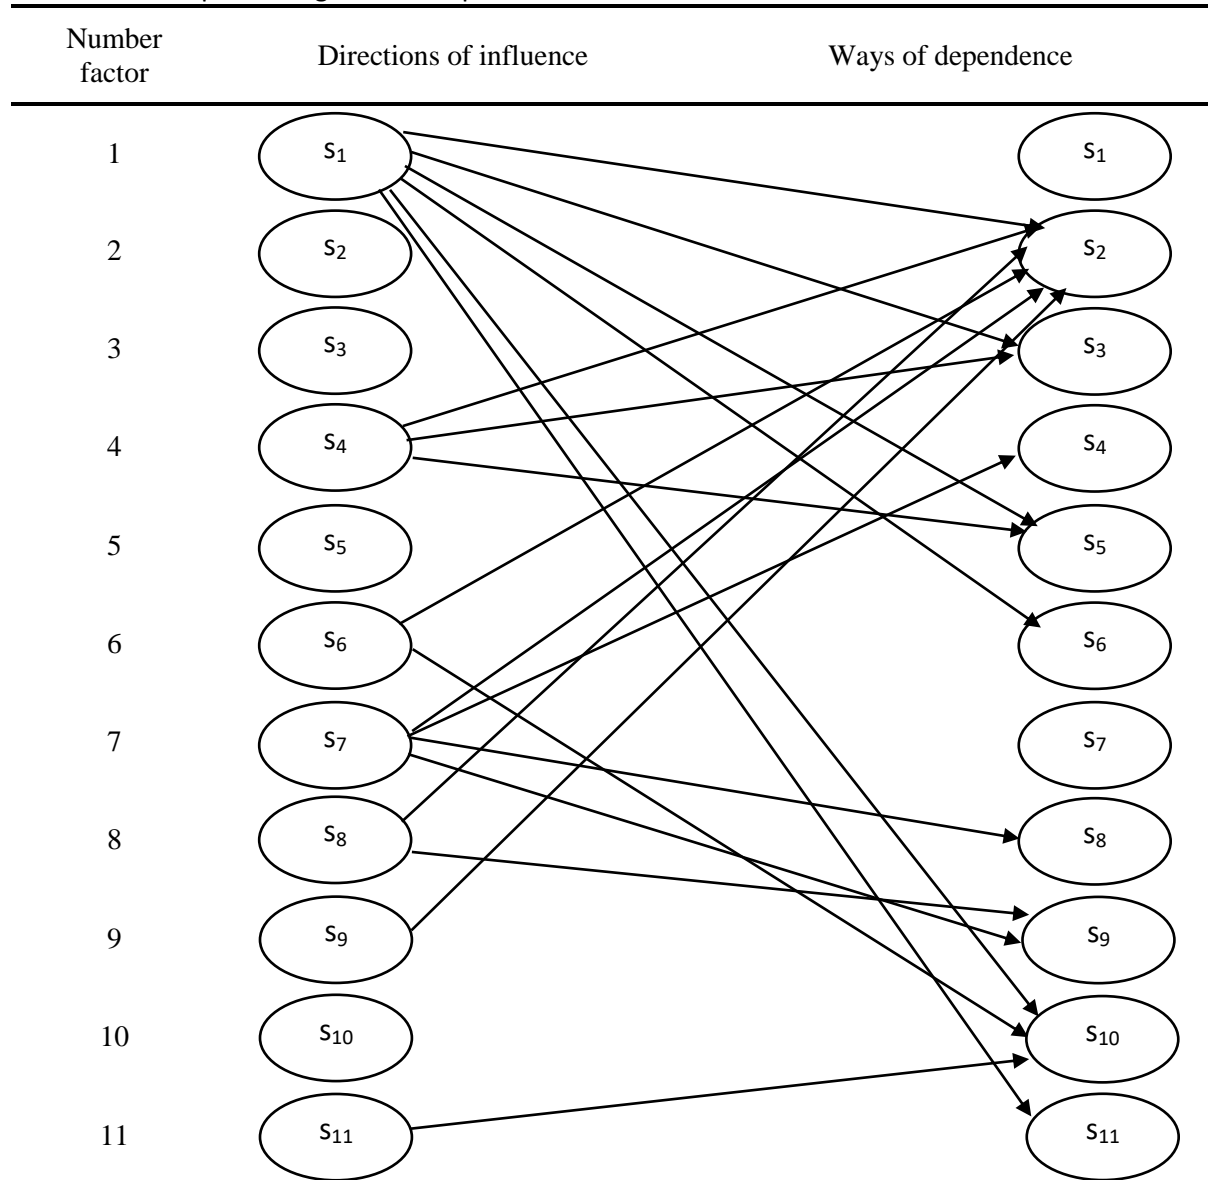 Number factor
Directions of influence
Ways of dependence
1 S1 S1
2 S2 S2
3 S3 S3
4 S4 S4
5 S5 S5
6 S6 S6
7 S7 S7
8 S8 S8
9 S9 S9
10 S10 S10
11 S11 S11